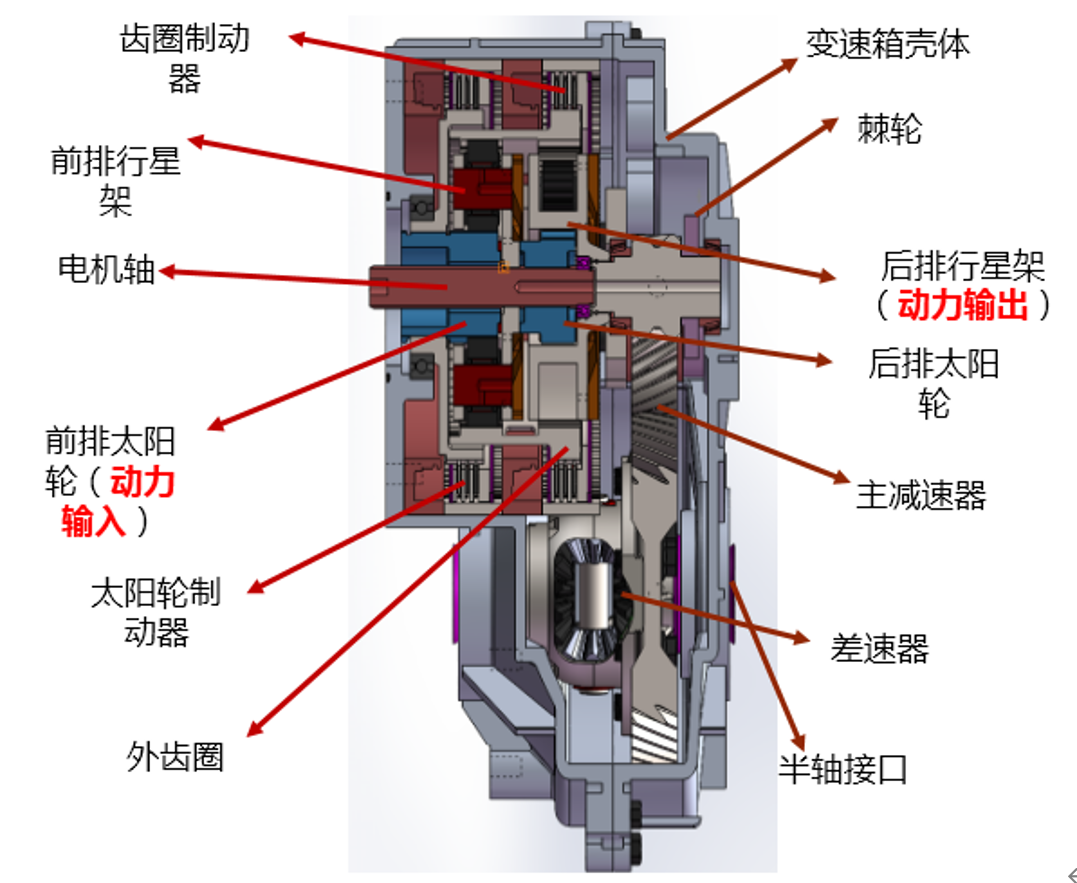 齿圈制动
器
前排行星
架
电机轴
前排太阳
轮（动力
输入）
太阳轮制
动器
外齿圈
变速箱壳体
棘轮
后排行星架
（动力输出）
后排太阳
轮
主减速器
差速器
半轴接口